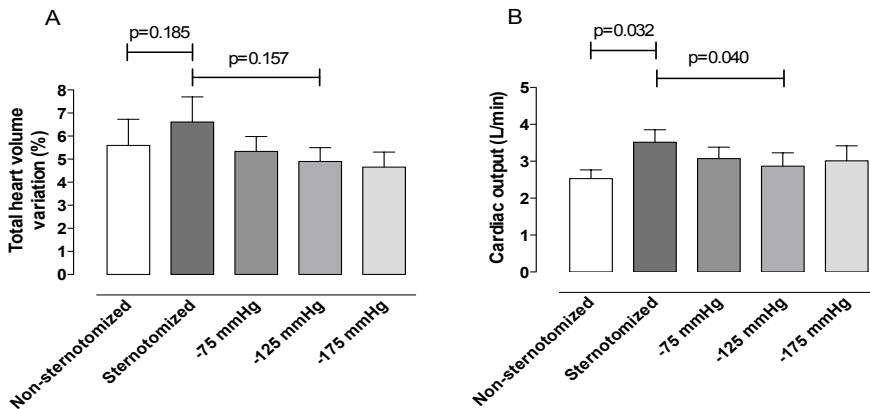 A
p=0.185
p=0.157
Total heart volume
variation (%)
8
7
6
5
4
3
2
1
0
Non-sternotomized
Sternotomized
-75 mmHg
-125 mmHg
-175 mmHg
B
p=0.032
p=0.040
Cardiac output (L/min)
5
4
3
2
1
0
Non-sternotomized
Sternotomized
-75 mmHg
-125 mmHg
-175 mmHg